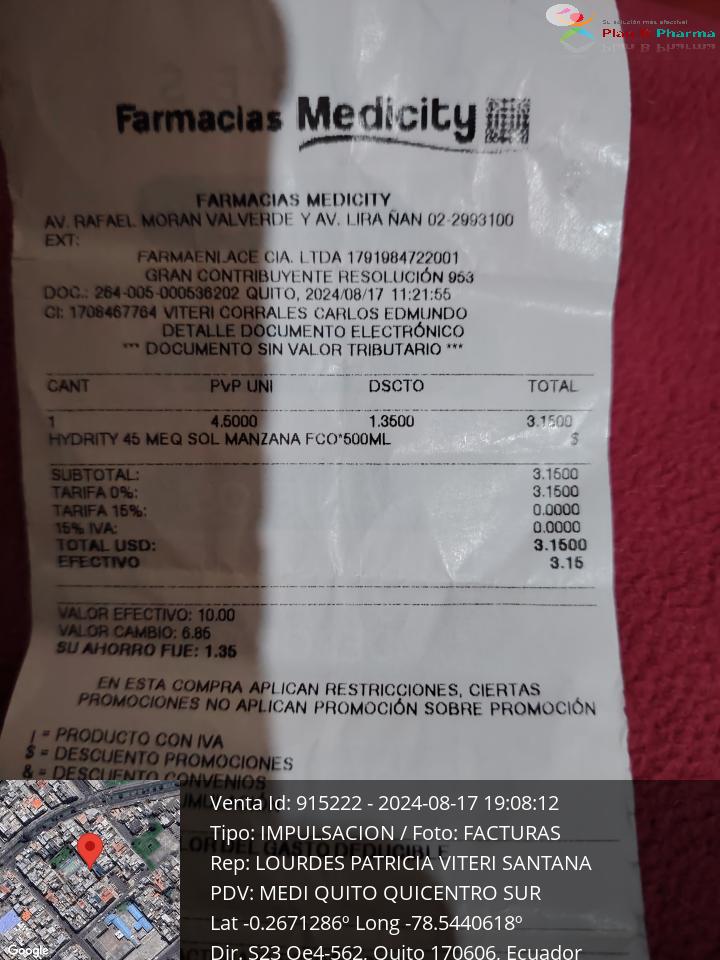 Su solución más efectiva!
Plan B Pharma
Farmacias Medicity
FARMACIAS MEDICITY
AV. RAFAEL MORAN VALVERDE Y AV. LIRA ÑAN 02-2993100
EXT:
FARMAENLACE CIA. LTDA 1791984722001
GRAN CONTRIBUYENTE RESOLUCIÓN 953
DOC.: 264-005-000536202 QUITO, 2024/08/17 11:21:55
CI: 1708467764 VITERI CORRALES CARLOS EDMUNDO
DETALLE DOCUMENTO ELECTRÓNICO
*** DOCUMENTO SIN VALOR TRIBUTARIO ***
CANT PVP UNI DSCTO TOTAL
1 4.5000 1.3500 3.1500
HYDRITY 45 MEQ SOL MANZANA FCO*500ML $
SUBTOTAL: 3.1500
TARIFA 0%: 3.1500
TARIFA 15%: 0.0000
15% IVA: 0.0000
TOTAL USD: 3.1500
EFECTIVO 3.15
VALOR EFECTIVO: 10.00
VALOR CAMBIO: 6.85
SU AHORRO FUE: 1.35
EN ESTA COMPRA APLICAN RESTRICCIONES, CIERTAS
PROMOCIONES NO APLICAN PROMOCIÓN SOBRE PROMOCIÓN
| = PRODUCTO CON IVA
$ = DESCUENTO PROMOCIONES
& = DESCUENTO CONVENIOS
Venta Id: 915222 - 2024-08-17 19:08:12
Tipo: IMPULSACION / Foto: FACTURAS
GASTO DEDUCIBLE
Rep: LOURDES PATRICIA VITERI SANTANA
PDV: MEDI QUITO QUICENTRO SUR
Lat -0.2671286º Long -78.5440618º
Dir. S23 Oe4-562, Quito 170606, Ecuador
Google